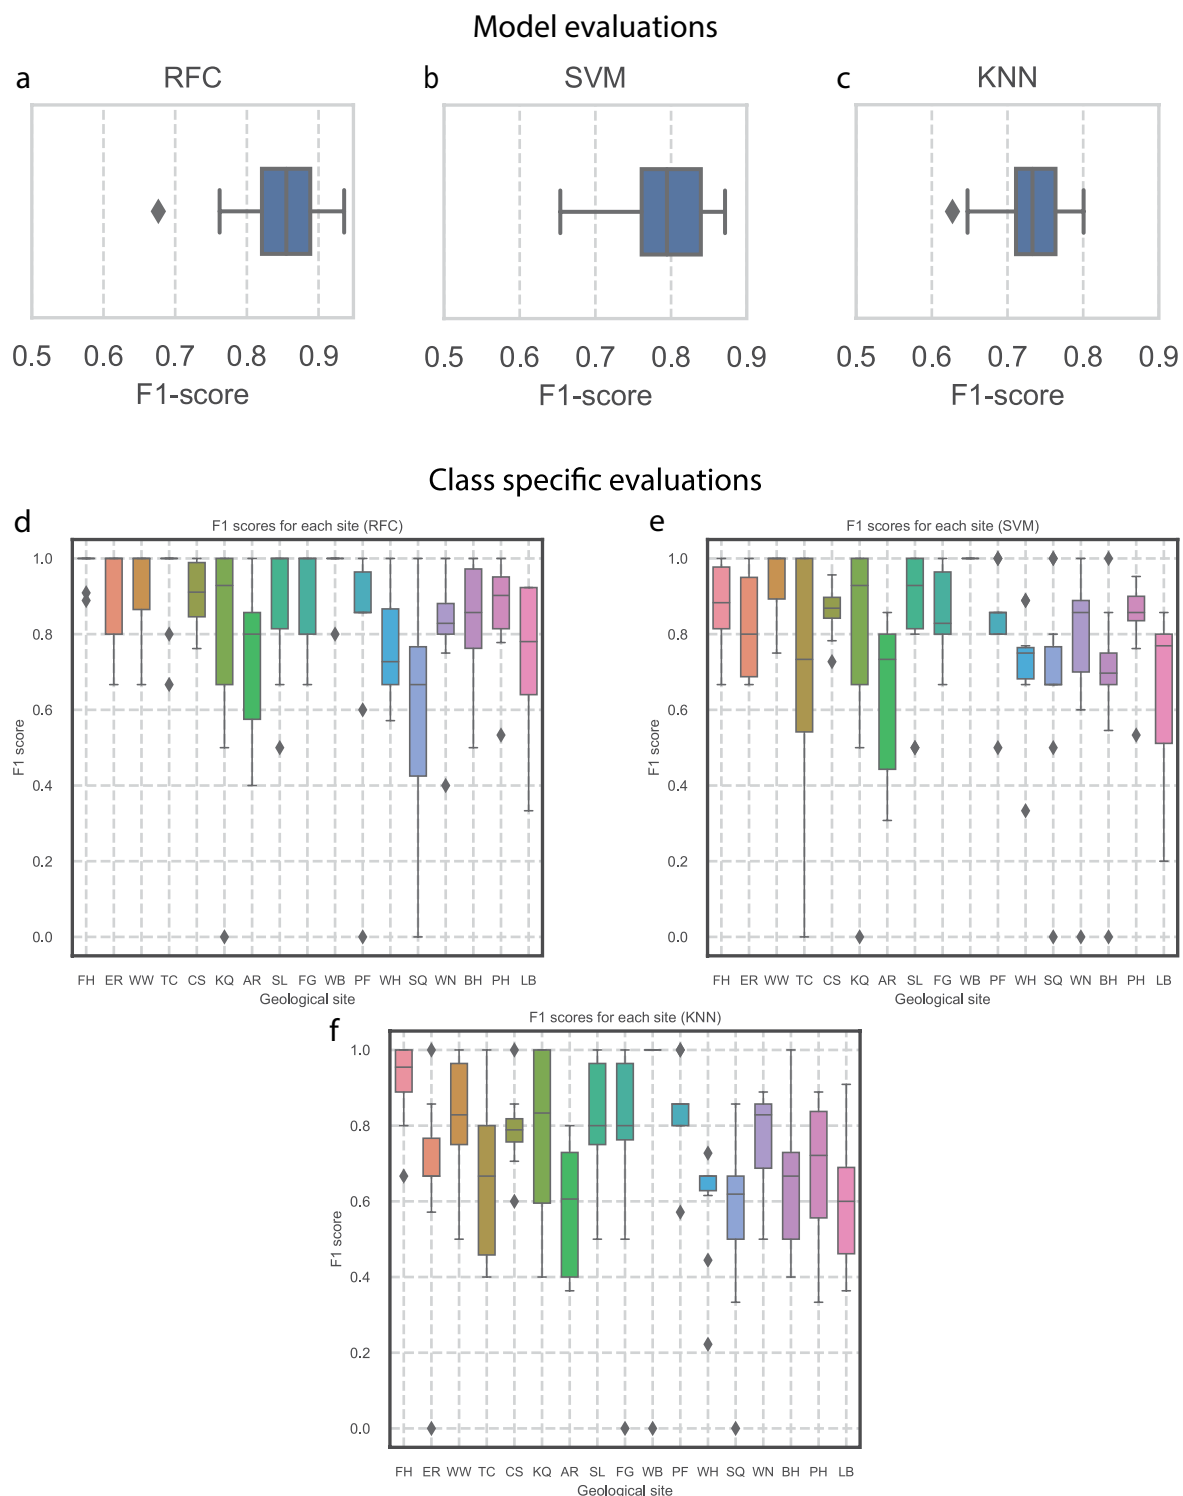 Model evaluations
a RFC
b SVM
c KNN
0.5 0.6 0.7 0.8 0.9
F1-score
0.5 0.6 0.7 0.8 0.9
F1-score
0.5 0.6 0.7 0.8 0.9
F1-score
Class specific evaluations
d
F1 scores for each site (RFC)
F1 score
1.0
0.8
0.6
0.4
0.2
0.0
FH ER WW TC CS KQ AR SL FG WB PF WH SQ WN BH PH LB
Geological site
e
F1 scores for each site (SVM)
F1 score
1.0
0.8
0.6
0.4
0.2
0.0
FH ER WW TC CS KQ AR SL FG WB PF WH SQ WN BH PH LB
Geological site
f
F1 scores for each site (KNN)
F1 score
1.0
0.8
0.6
0.4
0.2
0.0
FH ER WW TC CS KQ AR SL FG WB PF WH SQ WN BH PH LB
Geological site